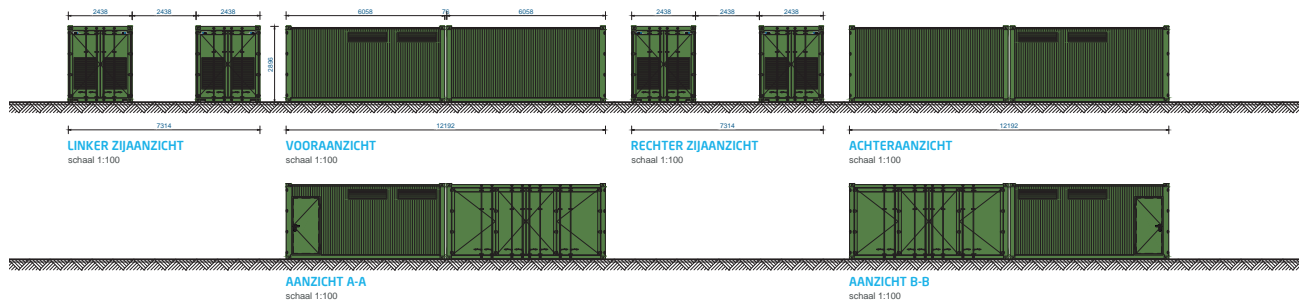 2438 2438 2438 6058 76 6058 2438 2438 2438
2896
7314 12192 7314 12192
LINKER ZIJAANZICHT VOORAANZICHT RECHTER ZIJAANZICHT ACHTERAANZICHT
schaal 1:100 schaal 1:100 schaal 1:100 schaal 1:100
AANZICHT A-A AANZICHT B-B
schaal 1:100 schaal 1:100